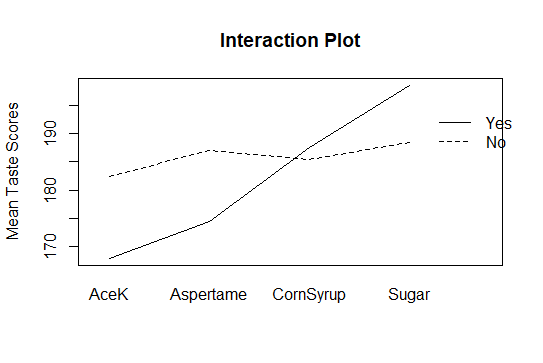 Interaction Plot
Mean Taste Scores
190
180
170
Yes
No
AceK Aspertame CornSyrup Sugar